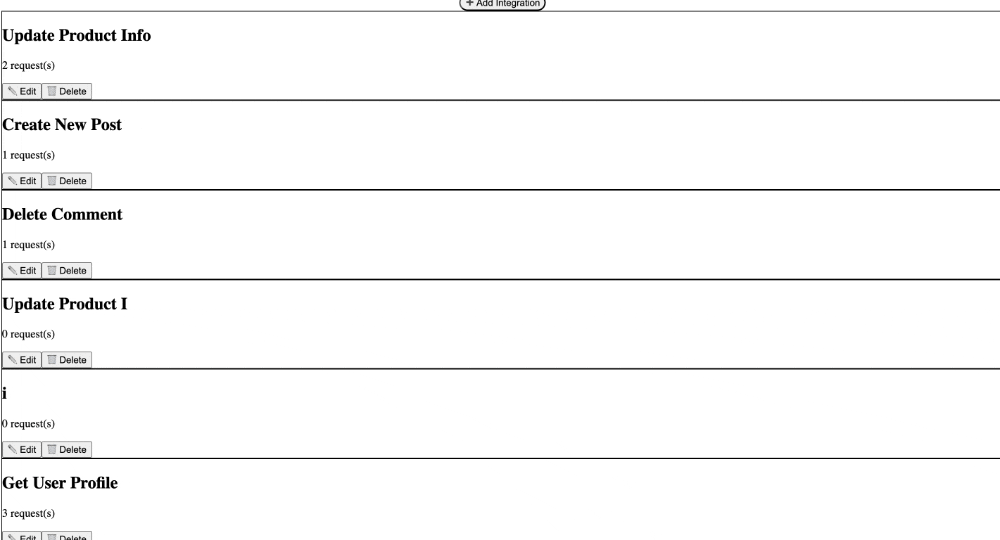 + Add Integration
Update Product Info
2 request(s)
Edit Delete
Create New Post
1 request(s)
Edit Delete
Delete Comment
1 request(s)
Edit Delete
Update Product I
0 request(s)
Edit Delete
i
0 request(s)
Edit Delete
Get User Profile
3 request(s)
Edit Delete